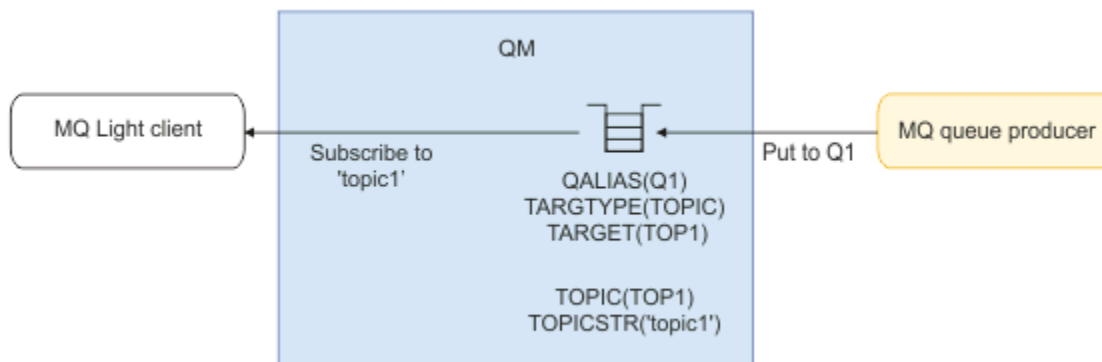 QM
MQ Light client
MQ queue producer
Subscribe to
'topic1'
Put to Q1
QALIAS(Q1)
TARGTYPE(TOPIC)
TARGET(TOP1)
TOPIC(TOP1)
TOPICSTR('topic1')